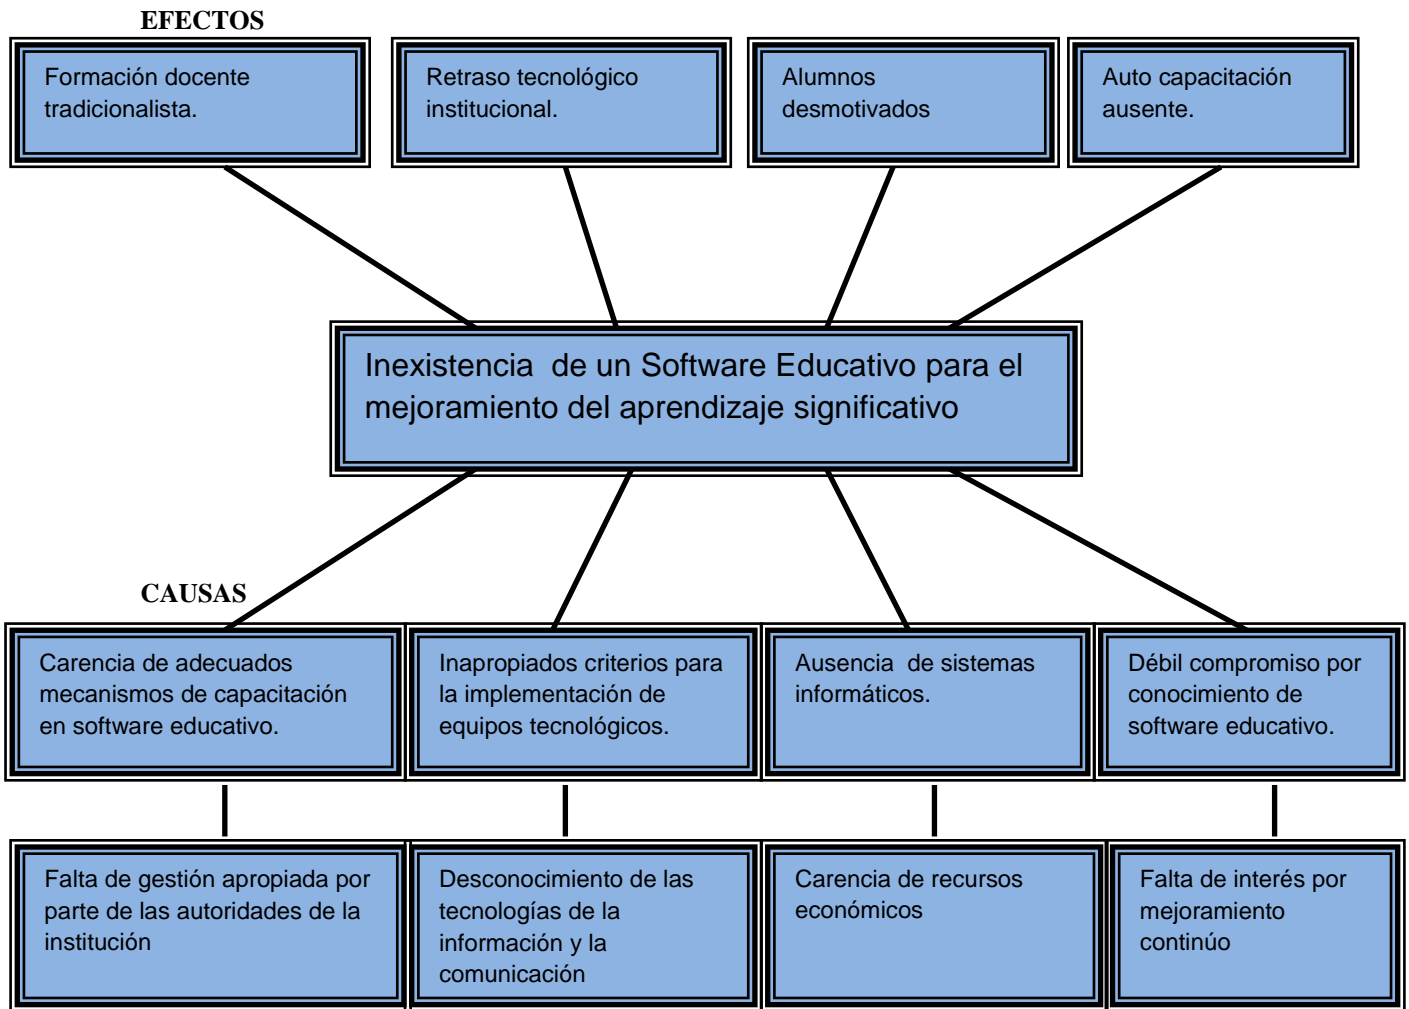 EFECTOS
Formación docente
tradicionalista.
Retraso tecnológico
institucional.
Alumnos
desmotivados
Auto capacitación
ausente.
Inexistencia  de un Software Educativo para el
mejoramiento del aprendizaje significativo
CAUSAS
Carencia de adecuados
mecanismos de capacitación
en software educativo.
Inapropiados criterios para
la implementación de
equipos tecnológicos.
Ausencia  de sistemas
informáticos.
Débil compromiso por
conocimiento de
software educativo.
Falta de gestión apropiada por
parte de las autoridades de la
institución
Desconocimiento de las
tecnologías de la
información y la
comunicación
Carencia de recursos
económicos
Falta de interés por
mejoramiento
continúo